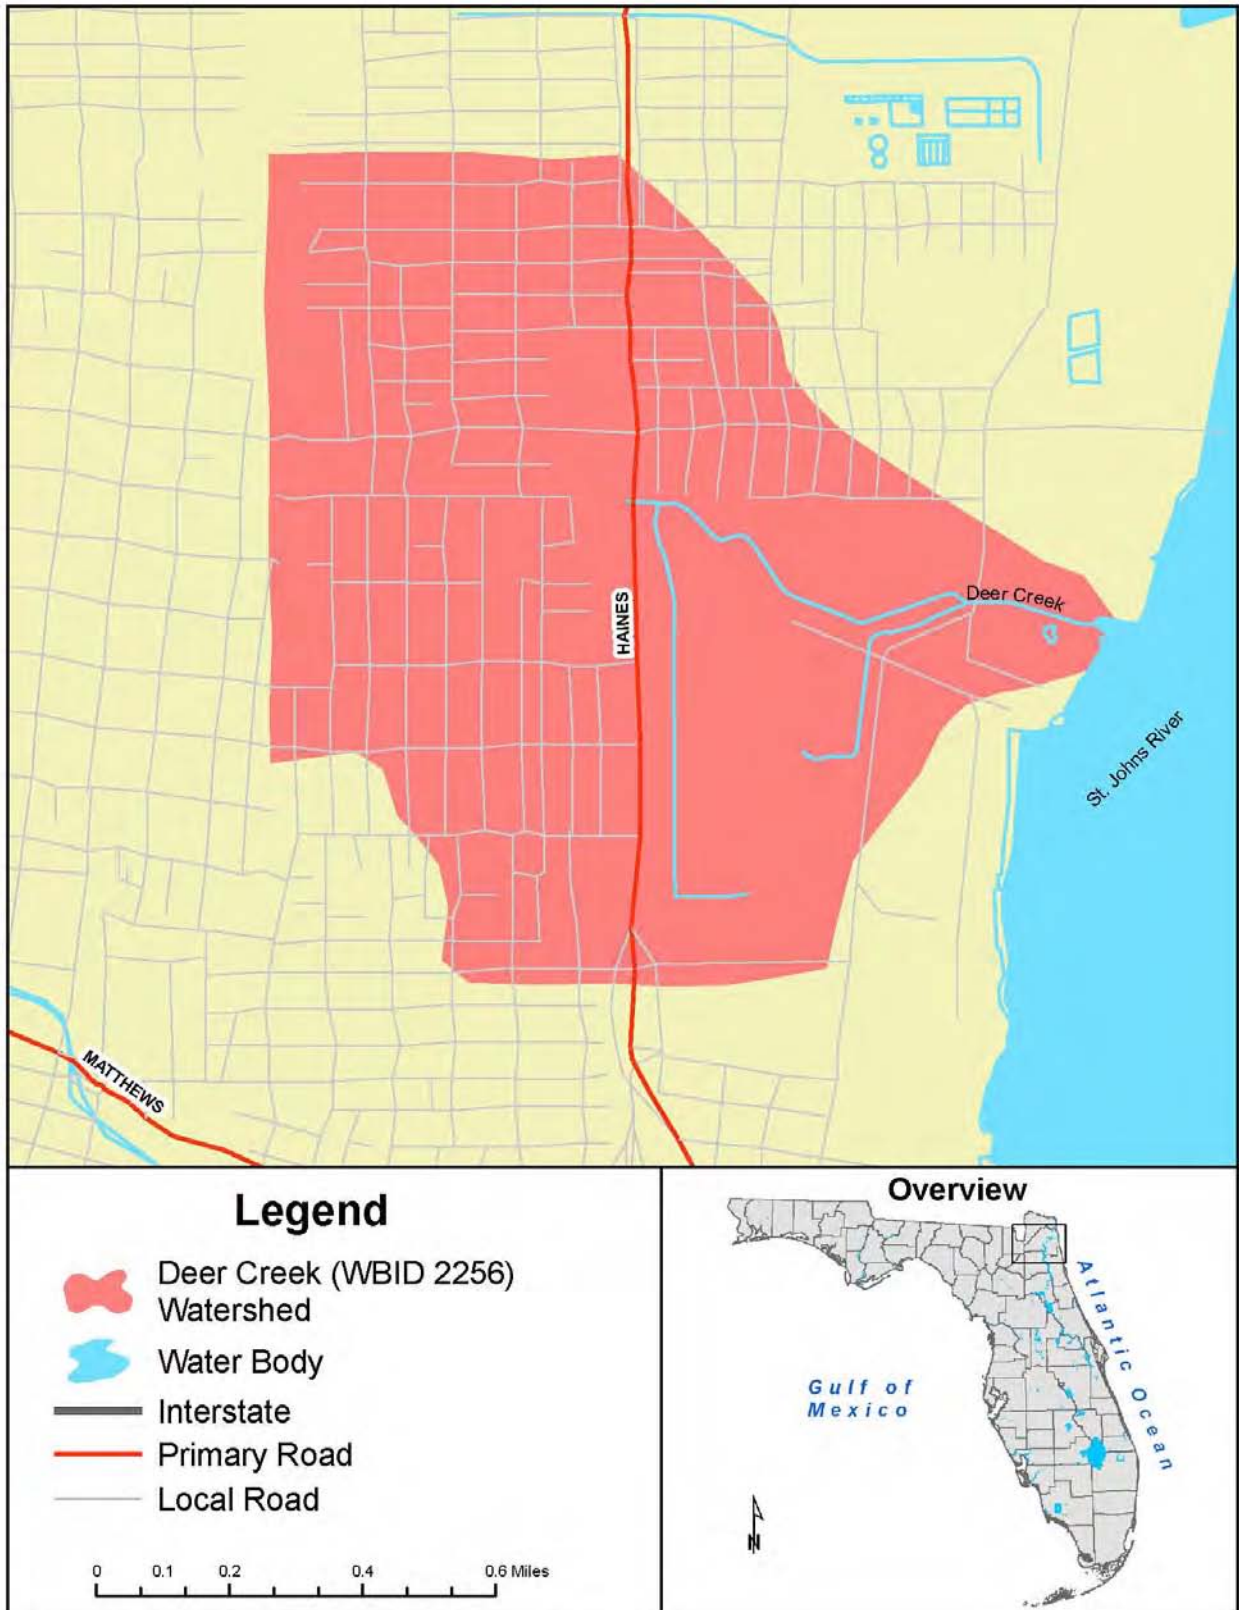 Deer Creek
HAINES
St. Johns River
MATTHEWS
Legend
Deer Creek (WBID 2256)
Watershed
Water Body
Interstate
Primary Road
Local Road
0 0.1 0.2 0.4 0.6 Miles
Overview
Atlantic Ocean
Gulf of
Mexico
N